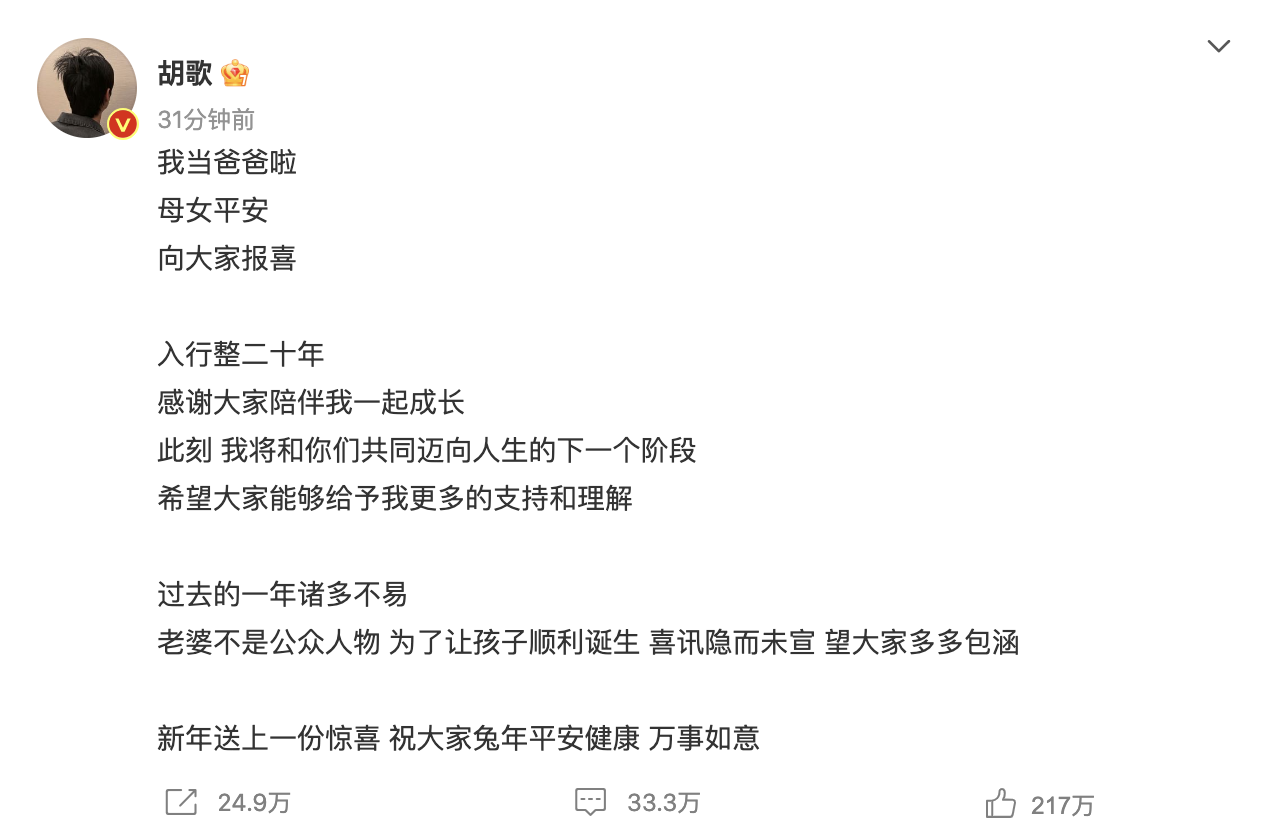 胡歌
31分钟前
我当爸爸啦
母女平安
向大家报喜
入行整二十年
感谢大家陪伴我一起成长
此刻 我将和你们共同迈向人生的下一个阶段
希望大家能够给予我更多的支持和理解
过去的一年诸多不易
老婆不是公众人物 为了让孩子顺利诞生 喜讯隐而未宣 望大家多多包涵
新年送上一份惊喜 祝大家兔年平安健康 万事如意
24.9万 33.3万 217万